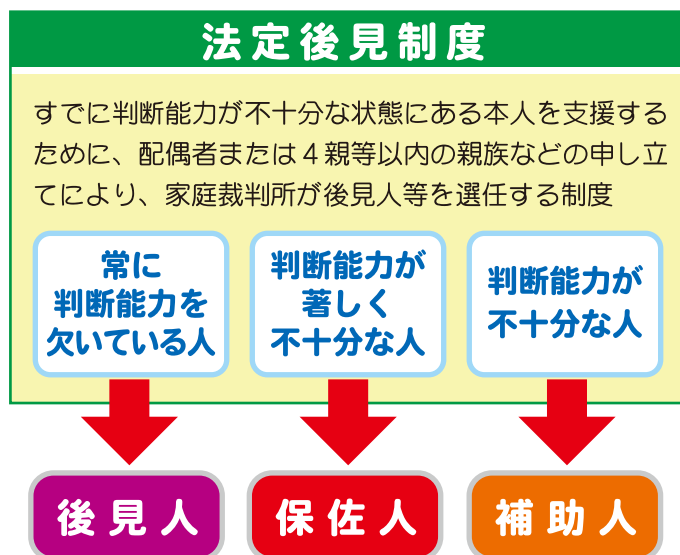 法定後見制度
すでに判断能力が不十分な状態にある本人を支援する
ために、配偶者または４親等以内の親族などの申し立
てにより、家庭裁判所が後見人等を選任する制度
常に
判断能力を
欠いている人
判断能力が
著しく
不十分な人
判断能力が
不十分な人
後見人
保佐人
補助人